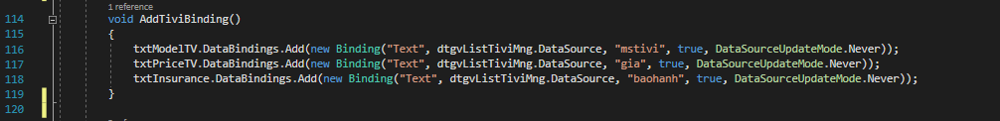 1 reference
114 void AddTiviBinding()
115 {
116 txtModelTV.DataBindings.Add(new Binding("Text", dtgvListTiviMng.DataSource, "mstivi", true, DataSourceUpdateMode.Never));
117 txtPriceTV.DataBindings.Add(new Binding("Text", dtgvListTiviMng.DataSource, "gia", true, DataSourceUpdateMode.Never));
118 txtInsurance.DataBindings.Add(new Binding("Text", dtgvListTiviMng.DataSource, "baohanh", true, DataSourceUpdateMode.Never));
119 }
120